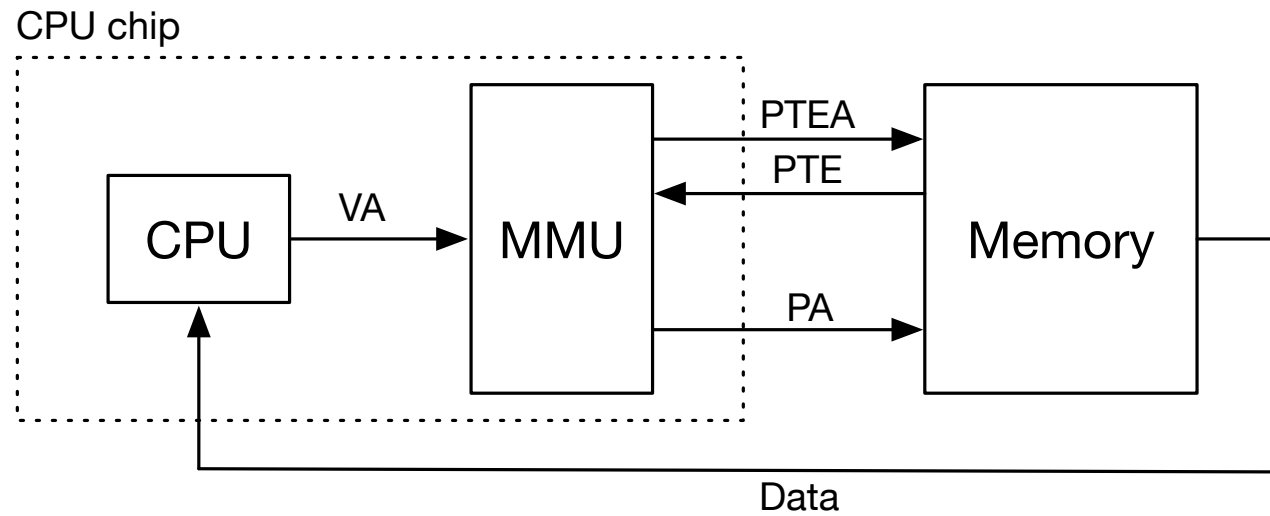 CPU chip
PTEA
PTE
VA
CPU
MMU
Memory
PA
Data